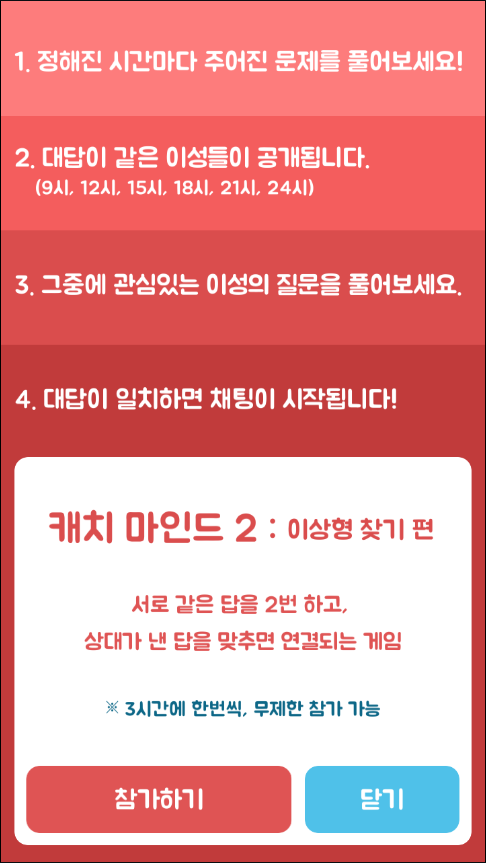 1. 정해진 시간마다 주어진 문제를 풀어보세요!
2. 대답이 같은 이성들이 공개됩니다.
(9시, 12시, 15시, 18시, 21시, 24시)
3. 그중에 관심있는 이성의 질문을 풀어보세요.
4. 대답이 일치하면 채팅이 시작됩니다!
캐치 마인드 2 : 이상형 찾기 편
서로 같은 답을 2번 하고,
상대가 낸 답을 맞추면 연결되는 게임
※ 3시간에 한번씩, 무제한 참가 가능
참가하기
닫기